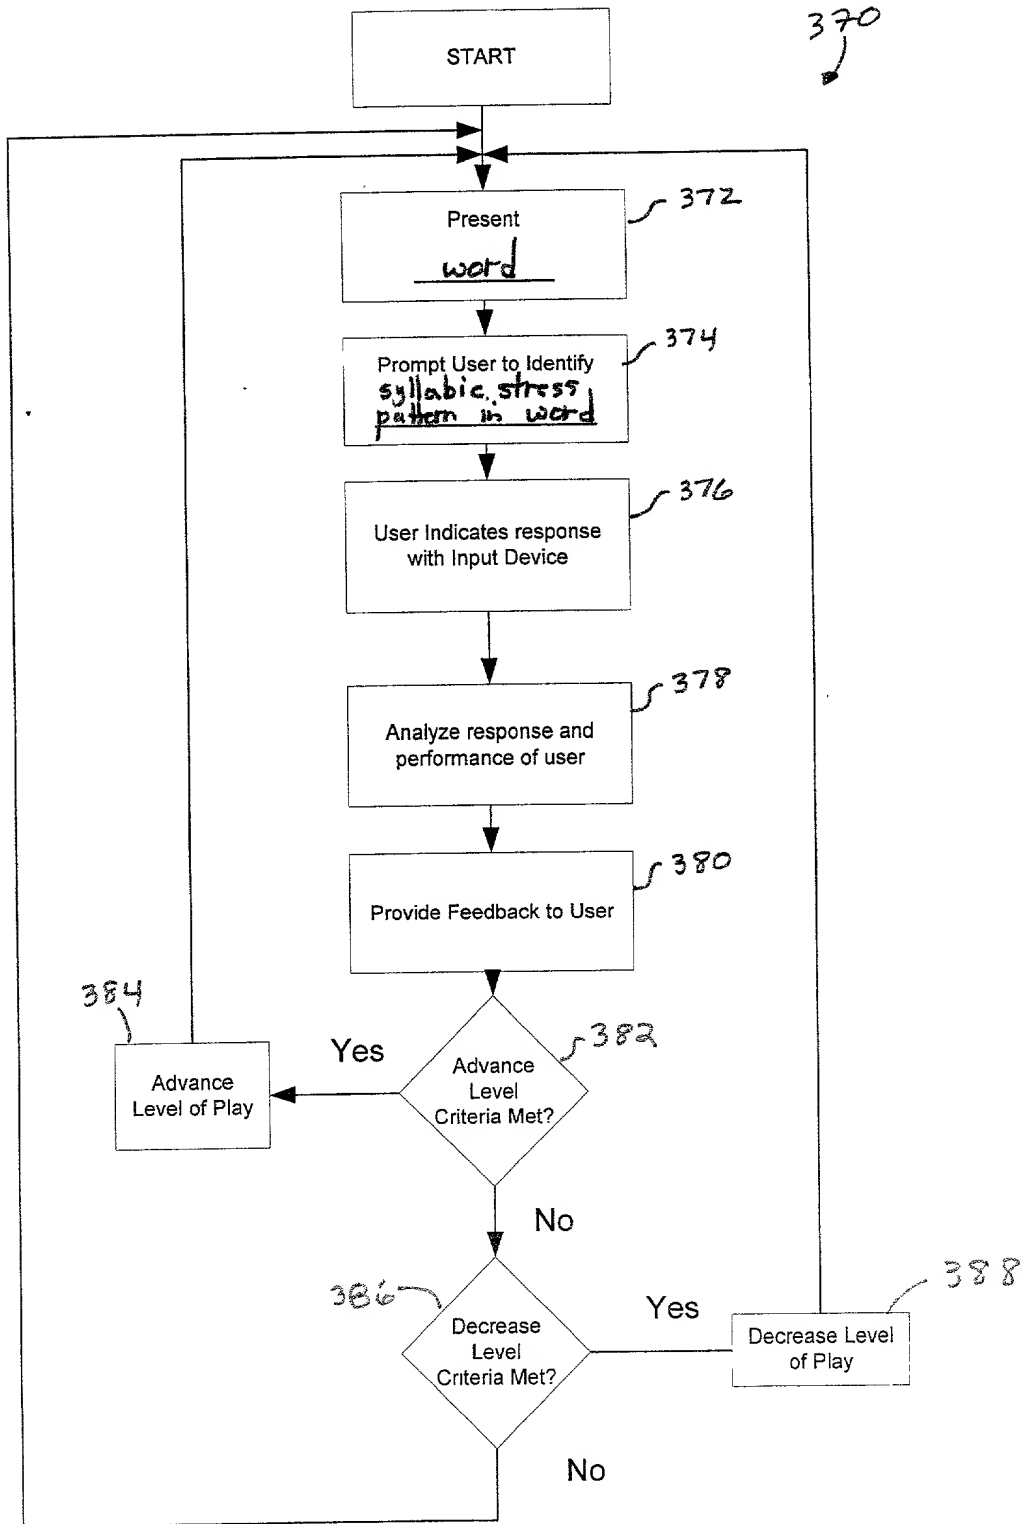 370
START
372
Present
word
374
Prompt User to Identify
syllabic stress
pattern in word
376
User Indicates response
with Input Device
378
Analyze response and
performance of user
380
Provide Feedback to User
384
382
Yes
Advance
Level of Play
Advance
Level
Criteria Met?
No
386
388
Yes
Decrease
Level
Criteria Met?
Decrease Level
of Play
No